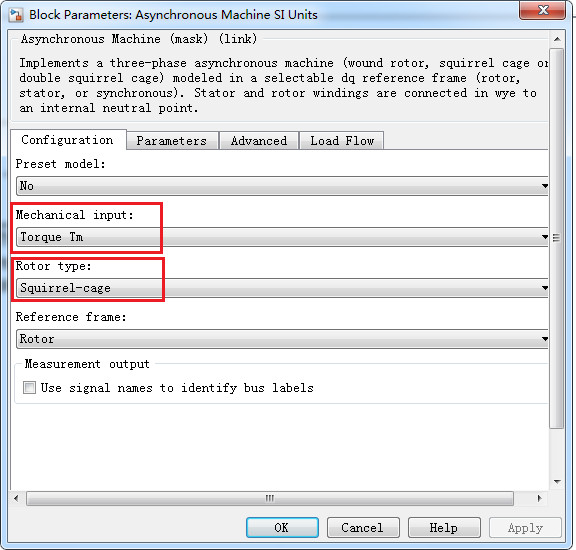 Block Parameters: Asynchronous Machine SI Units
Asynchronous Machine (mask) (link)
Implements a three-phase asynchronous machine (wound rotor, squirrel cage or
double squirrel cage) modeled in a selectable dq reference frame (rotor,
stator, or synchronous). Stator and rotor windings are connected in wye to
an internal neutral point.
Configuration Parameters Advanced Load Flow
Preset model:
No
Mechanical input:
Torque Tm
Rotor type:
Squirrel-cage
Reference frame:
Rotor
Measurement output
Use signal names to identify bus labels
OK Cancel Help Apply